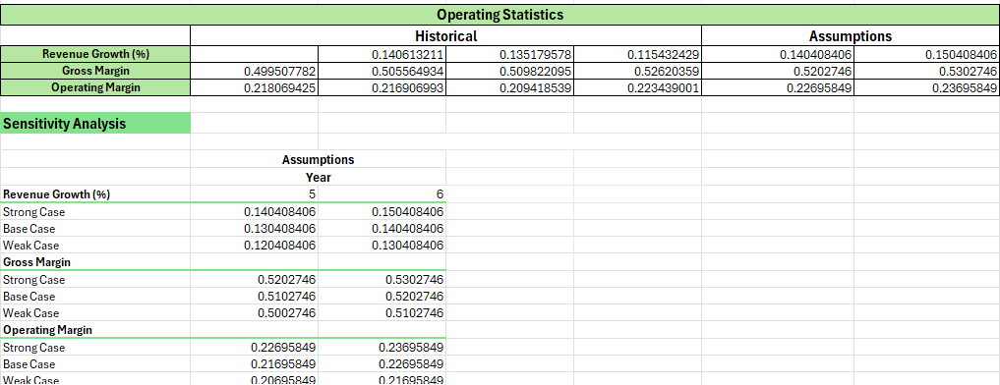 Operating Statistics
Historical Assumptions
Revenue Growth (%) 0.140613211 0.135179578 0.115432429 0.140408406 0.150408406
Gross Margin 0.499507782 0.505564934 0.509822095 0.52620359 0.5202746 0.5302746
Operating Margin 0.218069425 0.216906993 0.209418539 0.223439001 0.22695849 0.23695849
Sensitivity Analysis
Assumptions
Year
Revenue Growth (%) 5 6
Strong Case 0.140408406 0.150408406
Base Case 0.130408406 0.140408406
Weak Case 0.120408406 0.130408406
Gross Margin
Strong Case 0.5202746 0.5302746
Base Case 0.5102746 0.5202746
Weak Case 0.5002746 0.5102746
Operating Margin
Strong Case 0.22695849 0.23695849
Base Case 0.21695849 0.22695849
Weak Case 0.20695849 0.21695849